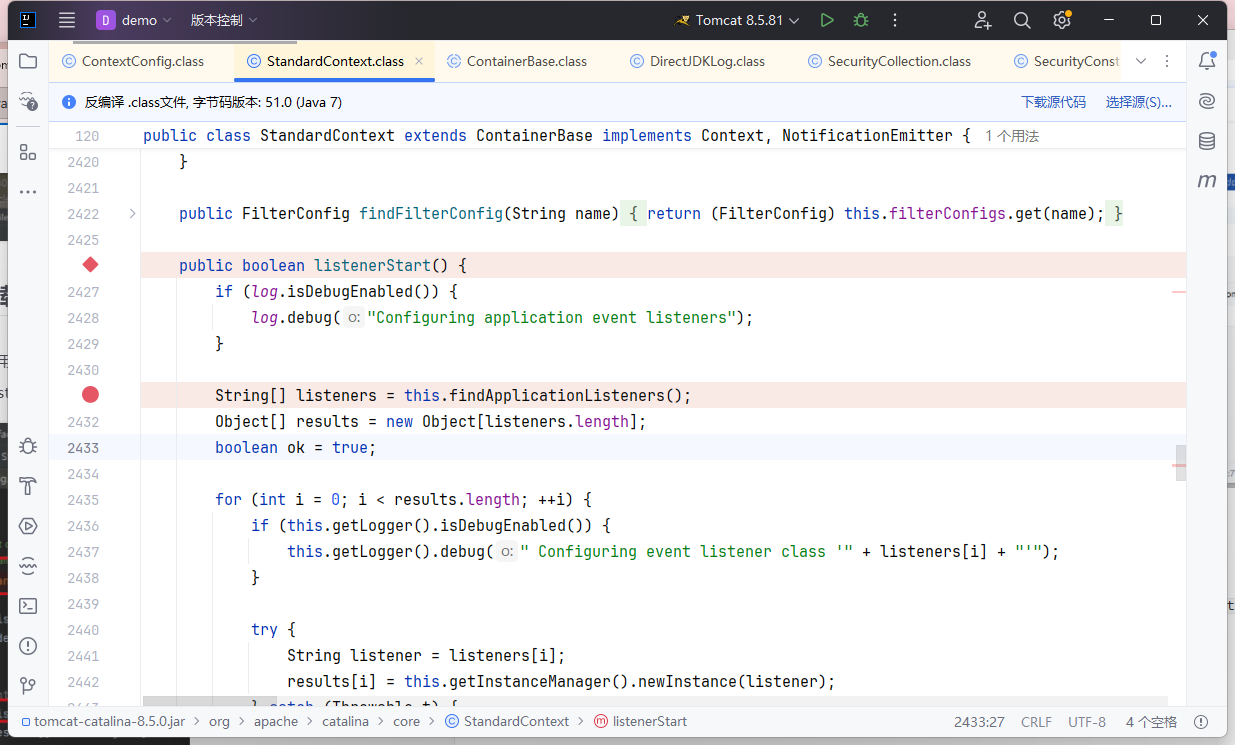 D demo 版本控制 Tomcat 8.5.81
ContextConfig.class StandardContext.class ContainerBase.class DirectJDKLog.class SecurityCollection.class SecurityConst
反编译 .class文件, 字节码版本: 51.0 (Java 7) 下载源代码 选择源(S)...
120 public class StandardContext extends ContainerBase implements Context, NotificationEmitter { 1 个用法
2420 }
2421
2422 public FilterConfig findFilterConfig(String name) { return (FilterConfig) this.filterConfigs.get(name); }
2425
public boolean listenerStart() {
2427 if (log.isDebugEnabled()) {
2428 log.debug( o: "Configuring application event listeners");
2429 }
2430
String[] listeners = this.findApplicationListeners();
2432 Object[] results = new Object[listeners.length];
2433 boolean ok = true;
2434
2435 for (int i = 0; i < results.length; ++i) {
2436 if (this.getLogger().isDebugEnabled()) {
2437 this.getLogger().debug( o: " Configuring event listener class '" + listeners[i] + "'");
2438 }
2439
2440 try {
2441 String listener = listeners[i];
2442 results[i] = this.getInstanceManager().newInstance(listener);
} catch (Throwable t) {
tomcat-catalina-8.5.0.jar > org > apache > catalina > core > StandardContext > listenerStart 2433:27 CRLF UTF-8 4 个空格